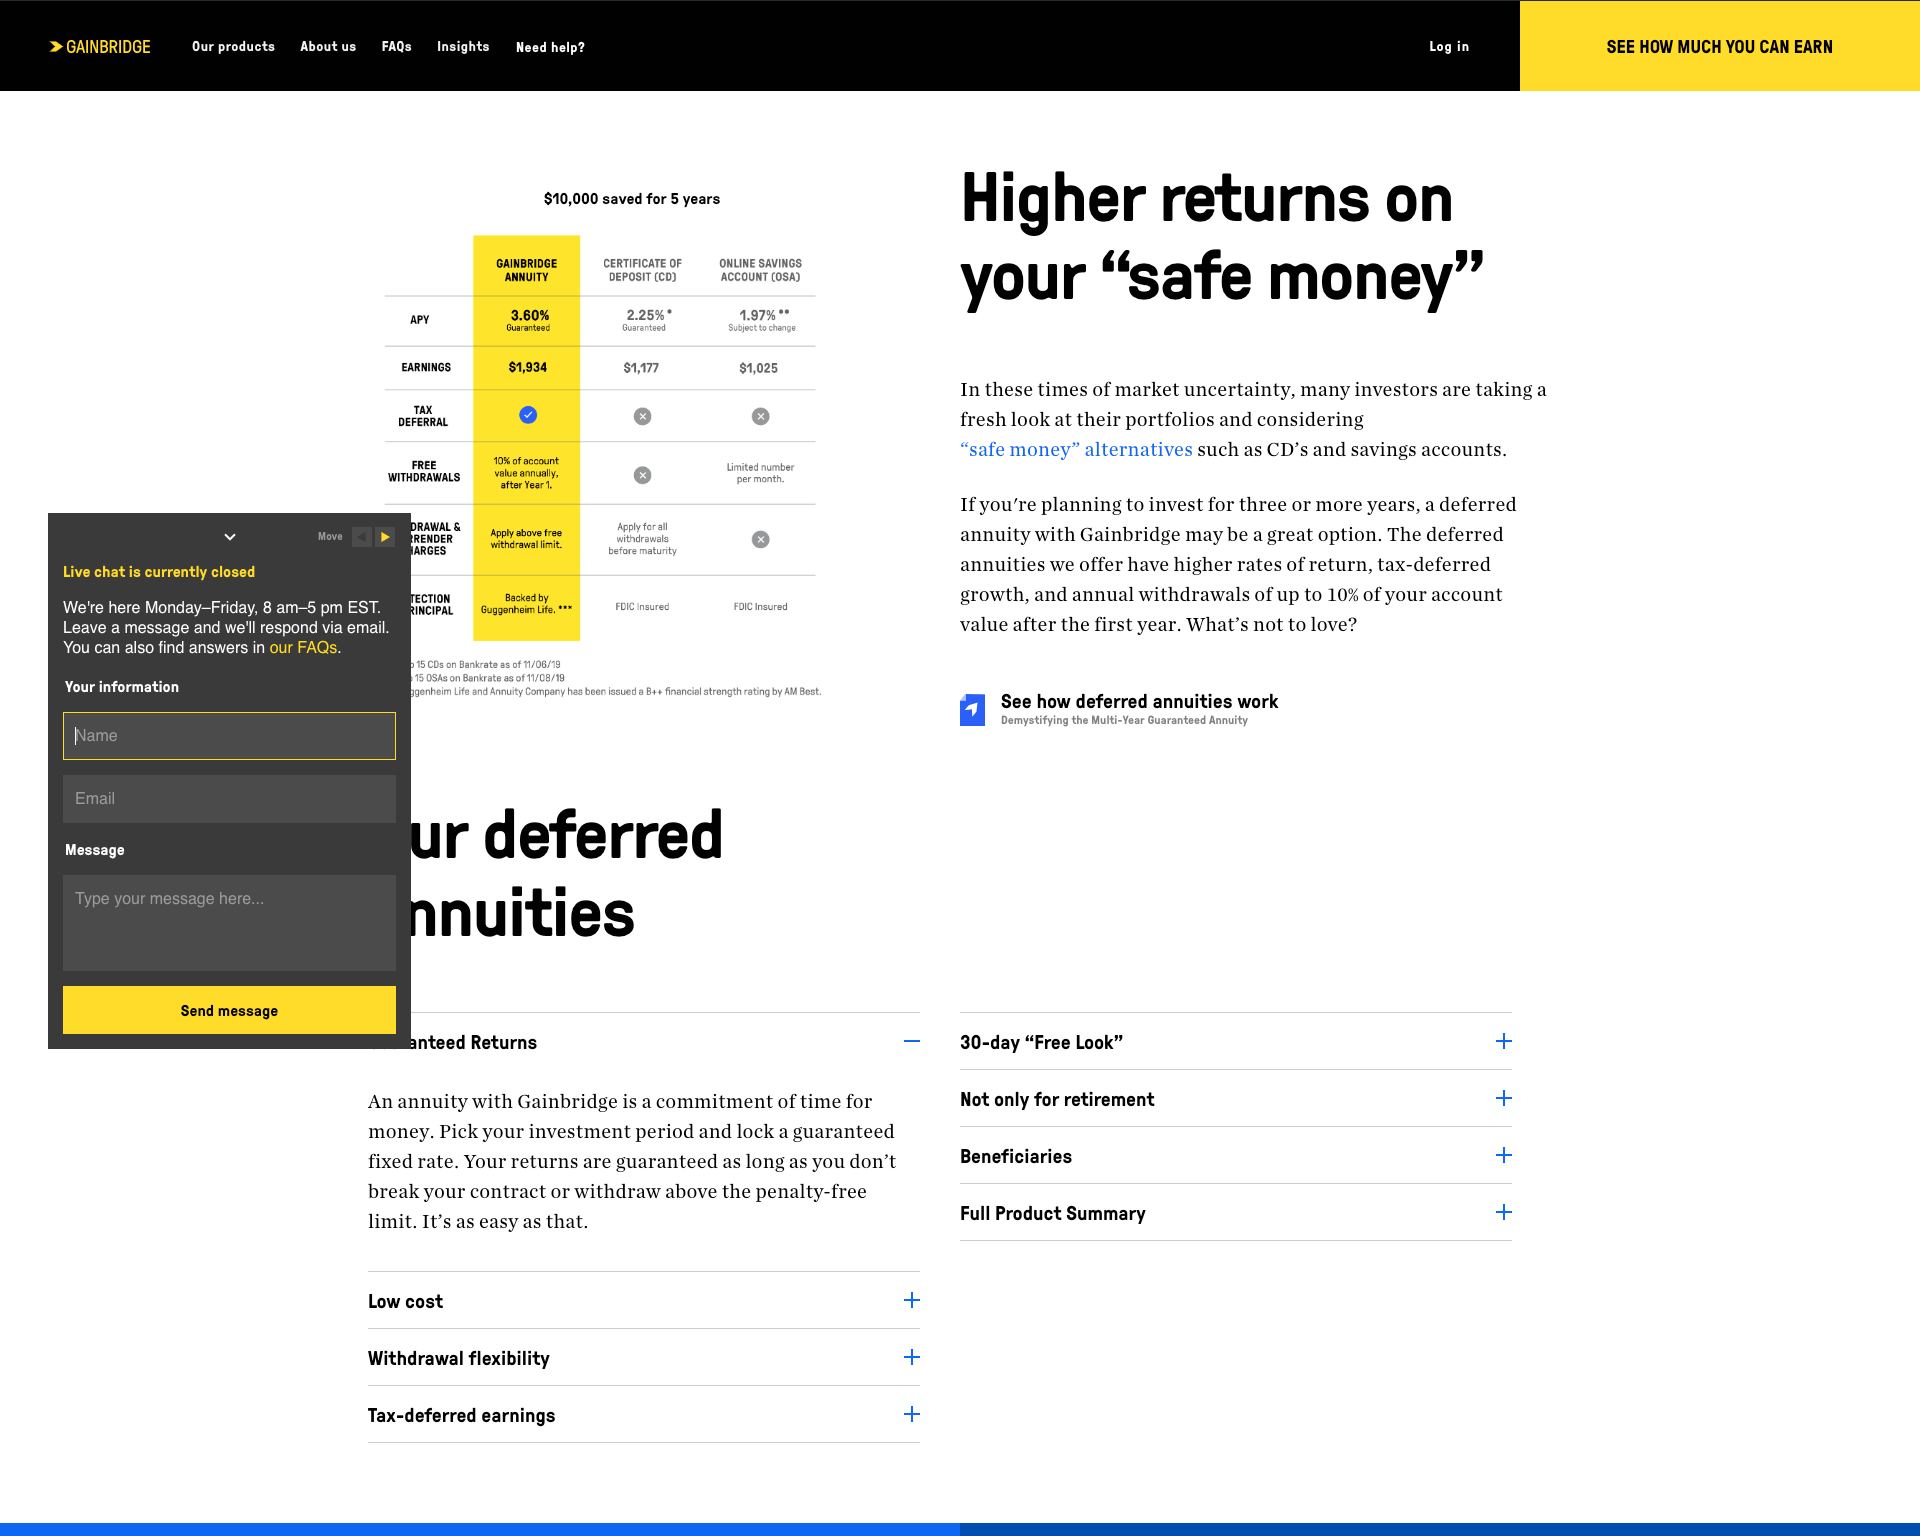 GAINBRIDGE
Our products
About us
FAQs
Insights
Need help?
Log in
SEE HOW MUCH YOU CAN EARN
$10,000 saved for 5 years
GAINBRIDGE
ANNUITY
CERTIFICATE OF
DEPOSIT (CD)
ONLINE SAVINGS
ACCOUNT (OSA)
APY
3.60%
Guaranteed
2.25% *
Guaranteed
1.97% **
Subject to change
EARNINGS
$1,934
$1,177
$1,025
TAX
DEFERRAL
FREE
WITHDRAWALS
10% of account
value annually,
after Year 1.
Limited number
per month.
DRAWAL &
RRENDER
HARGES
Apply above free
withdrawal limit.
Apply for all
withdrawals
before maturity
TECTION
RINCIPAL
Backed by
Guggenheim Life. ***
FDIC Insured
FDIC Insured
15 CDs on Bankrate as of 11/06/19
15 OSAs on Bankrate as of 11/08/19
ggenheim Life and Annuity Company has been issued a B++ financial strength rating by AM Best.
Higher returns on
your “safe money”
In these times of market uncertainty, many investors are taking a
fresh look at their portfolios and considering
“safe money” alternatives such as CD’s and savings accounts.
If you're planning to invest for three or more years, a deferred
annuity with Gainbridge may be a great option. The deferred
annuities we offer have higher rates of return, tax-deferred
growth, and annual withdrawals of up to 10% of your account
value after the first year. What’s not to love?
See how deferred annuities work
Demystifying the Multi-Year Guaranteed Annuity
Move
Live chat is currently closed
We're here Monday–Friday, 8 am–5 pm EST.
Leave a message and we'll respond via email.
You can also find answers in our FAQs.
Your information
Name
Email
Message
Type your message here...
Send message
ur deferred
nnuities
anteed Returns
An annuity with Gainbridge is a commitment of time for
money. Pick your investment period and lock a guaranteed
fixed rate. Your returns are guaranteed as long as you don’t
break your contract or withdraw above the penalty-free
limit. It’s as easy as that.
Low cost
Withdrawal flexibility
Tax-deferred earnings
30-day “Free Look”
Not only for retirement
Beneficiaries
Full Product Summary